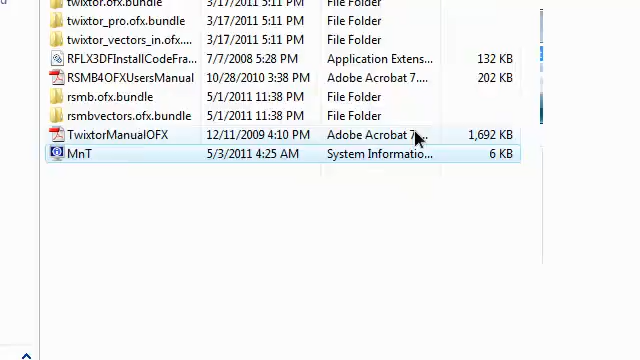 twixtor.ofx.bundle 3/17/2011 5:11 PM File Folder
twixtor_pro.ofx.bundle 3/17/2011 5:11 PM File Folder
twixtor_vectors_in.ofx.... 3/17/2011 5:11 PM File Folder
RFLX3DFInstallCodeFra... 7/7/2008 5:28 PM Application Extens... 132 KB
RSMB4OFXUsersManual 10/28/2010 3:38 PM Adobe Acrobat 7.... 202 KB
rsmb.ofx.bundle 5/1/2011 11:38 PM File Folder
rsmbvectors.ofx.bundle 5/1/2011 11:38 PM File Folder
TwixtorManualOFX 12/11/2009 4:10 PM Adobe Acrobat 7.... 1,692 KB
MnT 5/3/2011 4:25 AM System Informatio... 6 KB